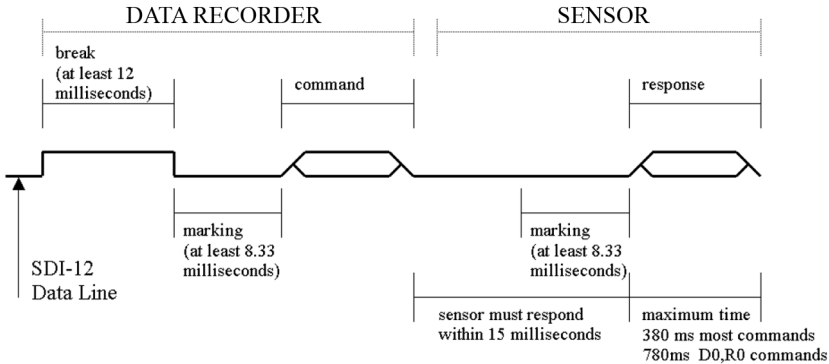 DATA RECORDER
SENSOR
break
(at least 12
milliseconds)
command
response
marking
(at least 8.33
milliseconds)
marking
(at least 8.33
milliseconds)
SDI-12
Data Line
sensor must respond
within 15 milliseconds
maximum time
380 ms most commands
780ms D0,R0 commands